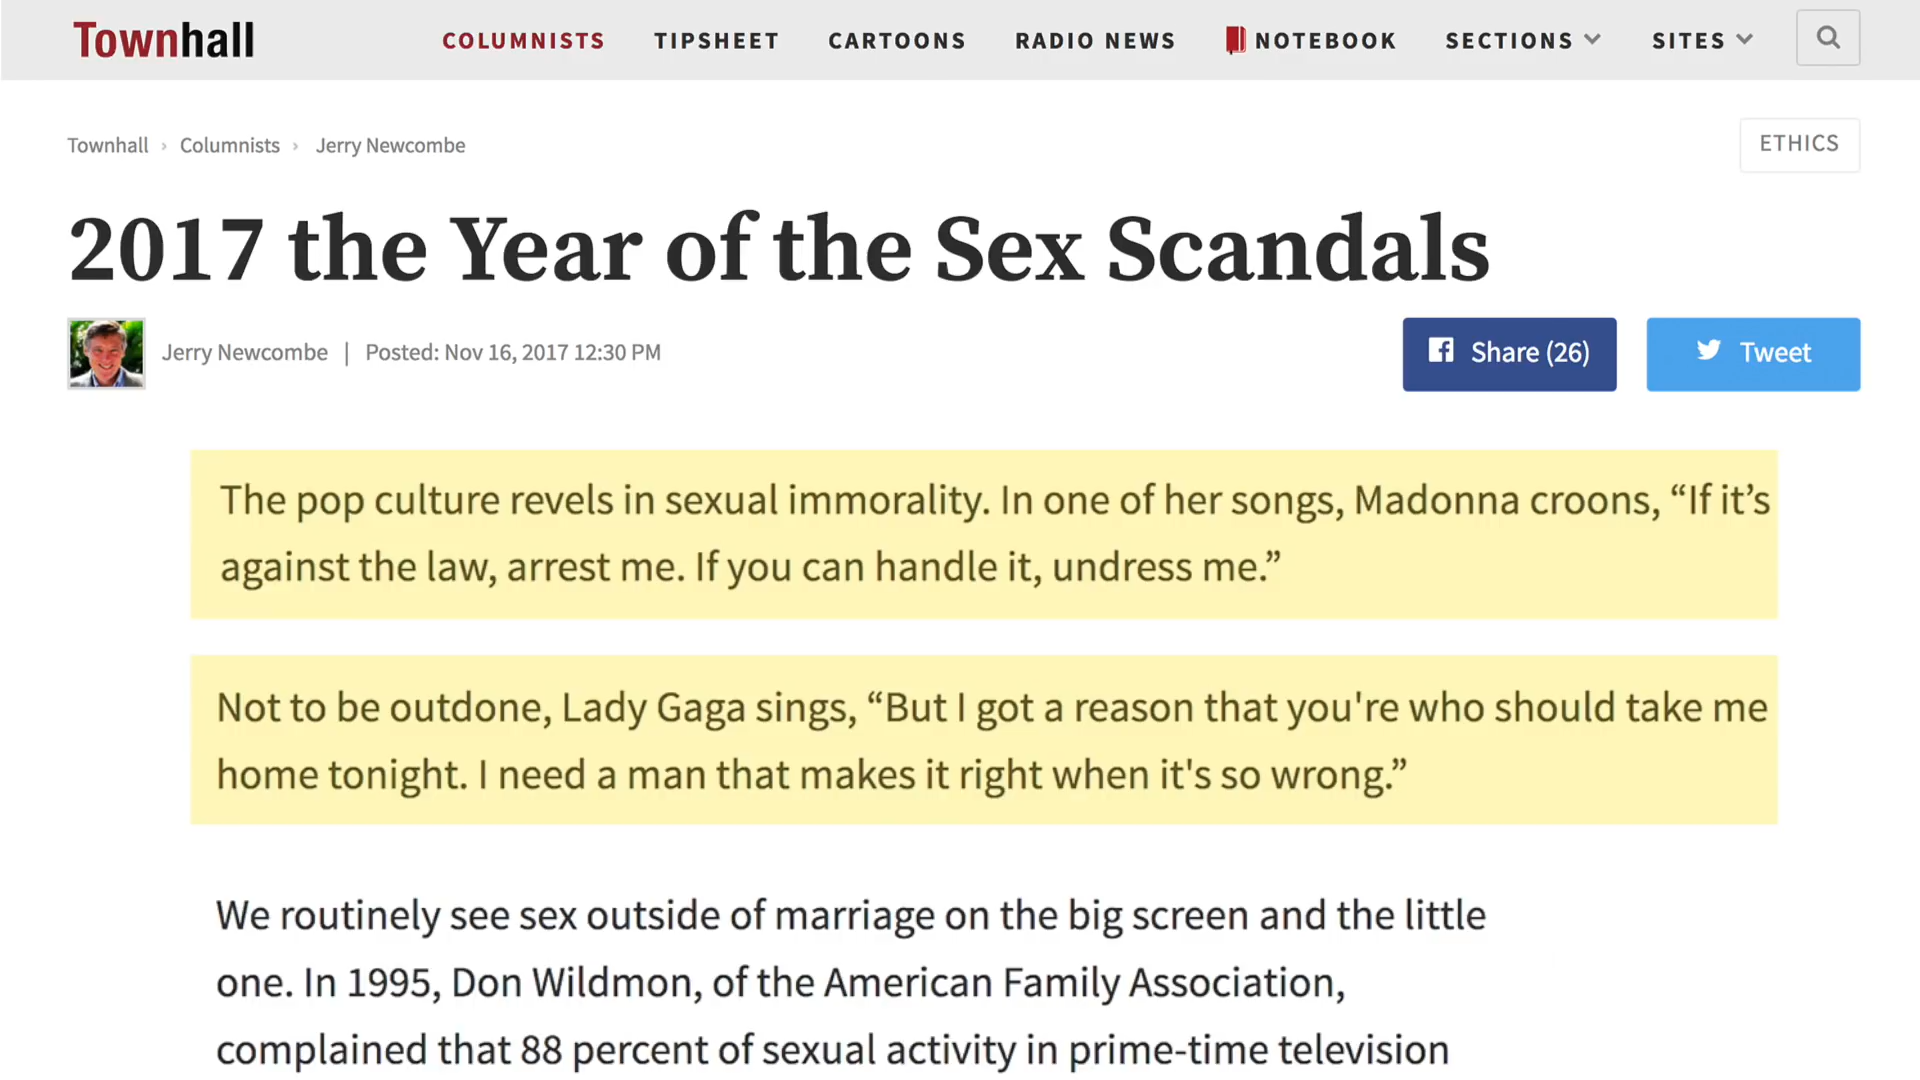 Townhall COLUMNISTS TIPSHEET CARTOONS RADIO NEWS NOTEBOOK SECTIONS SITES
Townhall › Columnists › Jerry Newcombe ETHICS
2017 the Year of the Sex Scandals
Jerry Newcombe | Posted: Nov 16, 2017 12:30 PM Share (26) Tweet
The pop culture revels in sexual immorality. In one of her songs, Madonna croons, “If it’s
against the law, arrest me. If you can handle it, undress me.”
Not to be outdone, Lady Gaga sings, “But I got a reason that you're who should take me
home tonight. I need a man that makes it right when it's so wrong.”
We routinely see sex outside of marriage on the big screen and the little
one. In 1995, Don Wildmon, of the American Family Association,
complained that 88 percent of sexual activity in prime-time television